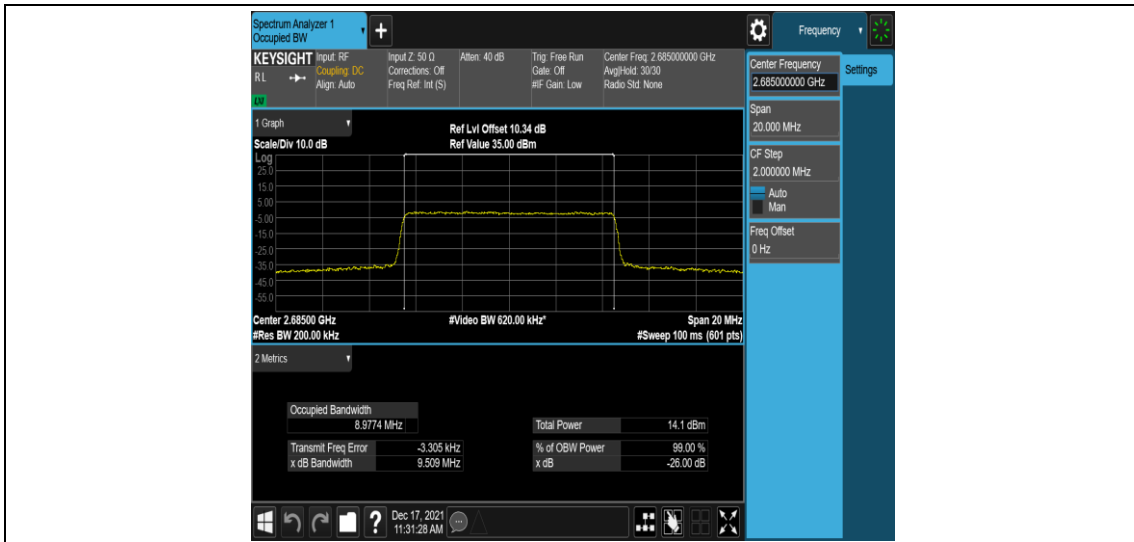 Spectrum Analyzer 1
Occupied BW
Frequency
KEYSIGHT
RL
LXI
Input: RF
Coupling: DC
Align: Auto
Input Z: 50 Ω
Corrections: Off
Freq Ref: Int (S)
Atten: 40 dB
Trig: Free Run
Gate: Off
#IF Gain: Low
Center Freq: 2.685000000 GHz
Avg|Hold: 30/30
Radio Std: None
1 Graph
Scale/Div 10.0 dB
Ref Lvl Offset 10.34 dB
Ref Value 35.00 dBm
Log
25.0
15.0
5.00
-5.00
-15.0
-25.0
-35.0
-45.0
-55.0
Center 2.68500 GHz
#Video BW 620.00 kHz*
Span 20 MHz
#Res BW 200.00 kHz
#Sweep 100 ms (601 pts)
2 Metrics
Occupied Bandwidth
8.9774 MHz
Total Power 14.1 dBm
Transmit Freq Error -3.305 kHz
% of OBW Power 99.00 %
x dB Bandwidth 9.509 MHz
x dB -26.00 dB
Center Frequency
2.685000000 GHz
Settings
Span
20.000 MHz
CF Step
2.000000 MHz
Auto
Man
Freq Offset
0 Hz
?
Dec 17, 2021
11:31:28 AM